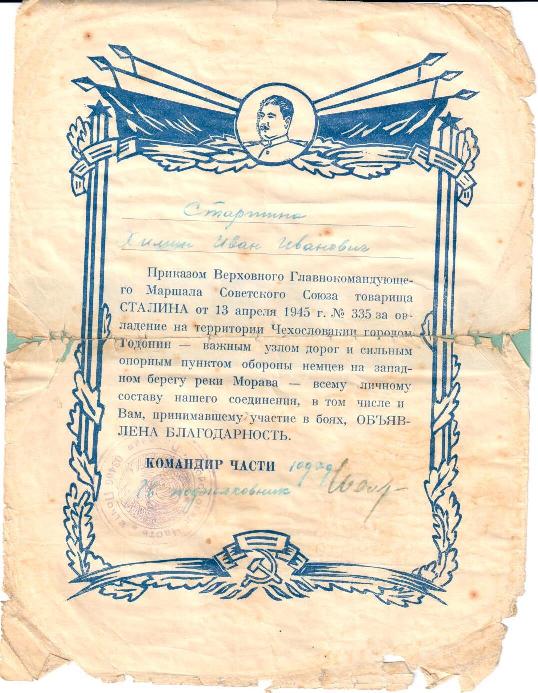 Старшина
Хилин Иван Иванович
Приказом Верховного Главнокомандующе-
го Маршала Советского Союза товарища
СТАЛИНА от 13 апреля 1945 г. № 335 за ов-
ладение на территории Чехословакии городом
Годонин — важным узлом дорог и сильным
опорным пунктом обороны немцев на запад-
ном берегу реки Морава — всему личному
составу нашего соединения, в том числе и
Вам, принимавшему участие в боях, ОБЪЯВ-
ЛЕНА БЛАГОДАРНОСТЬ.
КОМАНДИР ЧАСТИ
подполковник